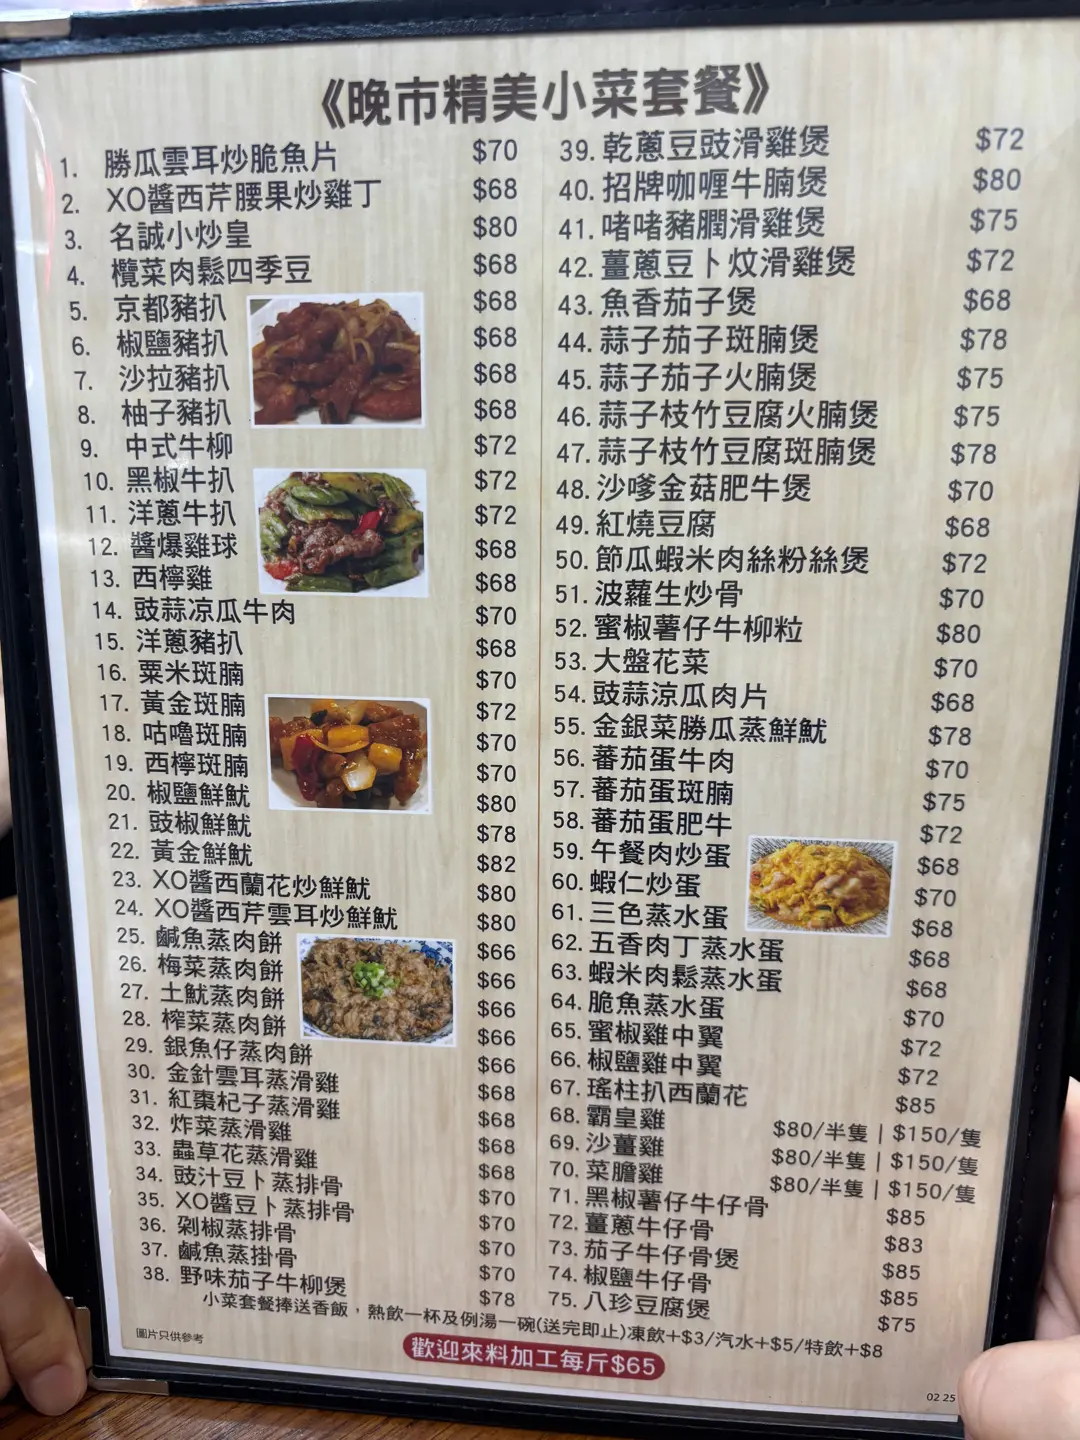 《晚市精美小菜套餐》
1. 勝瓜雲耳炒脆魚片 $70
2. XO醬西芹腰果炒雞丁 $68
3. 名誠小炒皇 $80
4. 欖菜肉鬆四季豆 $68
5. 京都豬扒 $68
6. 椒鹽豬扒 $68
7. 沙拉豬扒 $68
8. 柚子豬扒 $68
9. 中式牛柳 $72
10. 黑椒牛扒 $72
11. 洋蔥牛扒 $72
12. 醬爆雞球 $68
13. 西檸雞 $68
14. 豉蒜凉瓜牛肉 $70
15. 洋蔥豬扒 $68
16. 粟米斑腩 $70
17. 黃金斑腩 $72
18. 咕嚕斑腩 $70
19. 西檸斑腩 $70
20. 椒鹽鮮魷 $80
21. 豉椒鮮魷 $78
22. 黃金鮮魷 $82
23. XO醬西蘭花炒鮮魷 $80
24. XO醬西芹雲耳炒鮮魷 $80
25. 鹹魚蒸肉餅 $66
26. 梅菜蒸肉餅 $66
27. 土魷蒸肉餅 $66
28. 榨菜蒸肉餅 $66
29. 銀魚仔蒸肉餅 $66
30. 金針雲耳蒸滑雞 $68
31. 紅棗杞子蒸滑雞 $68
32. 炸菜蒸滑雞 $68
33. 蟲草花蒸滑雞 $68
34. 豉汁豆卜蒸排骨 $70
35. XO醬豆卜蒸排骨 $70
36. 剁椒蒸排骨 $70
37. 鹹魚蒸掛骨 $70
38. 野味茄子牛柳煲 $78
39. 乾蔥豆豉滑雞煲 $72
40. 招牌咖喱牛腩煲 $80
41. 啫啫豬膶滑雞煲 $75
42. 薑蔥豆卜炆滑雞煲 $72
43. 魚香茄子煲 $68
44. 蒜子茄子斑腩煲 $78
45. 蒜子茄子火腩煲 $75
46. 蒜子枝竹豆腐火腩煲 $75
47. 蒜子枝竹豆腐斑腩煲 $78
48. 沙嗲金菇肥牛煲 $70
49. 紅燒豆腐 $68
50. 節瓜蝦米肉絲粉絲煲 $72
51. 波蘿生炒骨 $70
52. 蜜椒薯仔牛柳粒 $80
53. 大盤花菜 $70
54. 豉蒜涼瓜肉片 $68
55. 金銀菜勝瓜蒸鮮魷 $78
56. 蕃茄蛋牛肉 $70
57. 蕃茄蛋斑腩 $75
58. 蕃茄蛋肥牛 $72
59. 午餐肉炒蛋 $68
60. 蝦仁炒蛋 $70
61. 三色蒸水蛋 $68
62. 五香肉丁蒸水蛋 $68
63. 蝦米肉鬆蒸水蛋 $68
64. 脆魚蒸水蛋 $70
65. 蜜椒雞中翼 $72
66. 椒鹽雞中翼 $72
67. 瑤柱扒西蘭花 $85
68. 霸皇雞 $80/半隻 | $150/隻
69. 沙薑雞 $80/半隻 | $150/隻
70. 菜膽雞 $80/半隻 | $150/隻
71. 黑椒薯仔牛仔骨 $85
72. 薑蔥牛仔骨 $83
73. 茄子牛仔骨煲 $85
74. 椒鹽牛仔骨 $85
75. 八珍豆腐煲 $75
小菜套餐捧送香飯，熱飲一杯及例湯一碗(送完即止)凍飲+$3/汽水+$5/特飲+$8
圖片只供參考
歡迎來料加工每斤$65
02 25